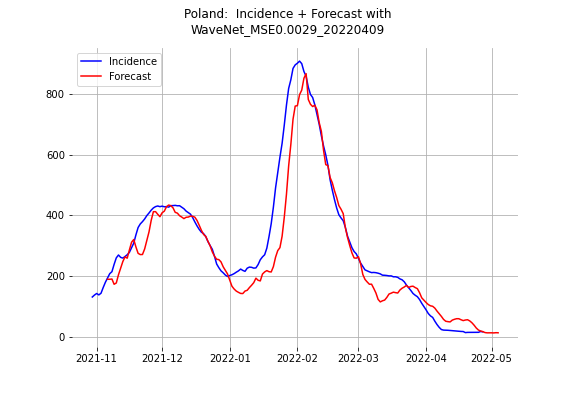 Poland:  Incidence + Forecast with
WaveNet_MSE0.0029_20220409
Incidence
Forecast
800
600
400
200
0
2021-11 2021-12 2022-01 2022-02 2022-03 2022-04 2022-05